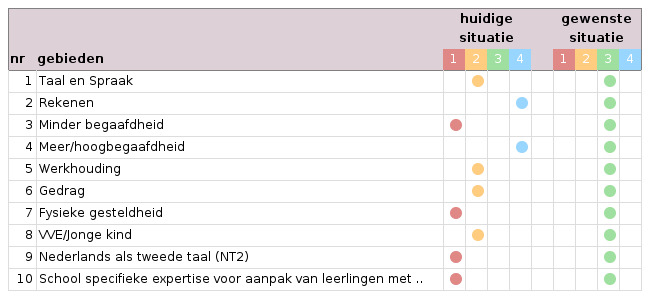 huidige gewenste
situatie situatie
nr gebieden 1 2 3 4 1 2 3 4
1 Taal en Spraak
2 Rekenen
3 Minder begaafdheid
4 Meer/hoogbegaafdheid
5 Werkhouding
6 Gedrag
7 Fysieke gesteldheid
8 VVE/Jonge kind
9 Nederlands als tweede taal (NT2)
10 School specifieke expertise voor aanpak van leerlingen met ..